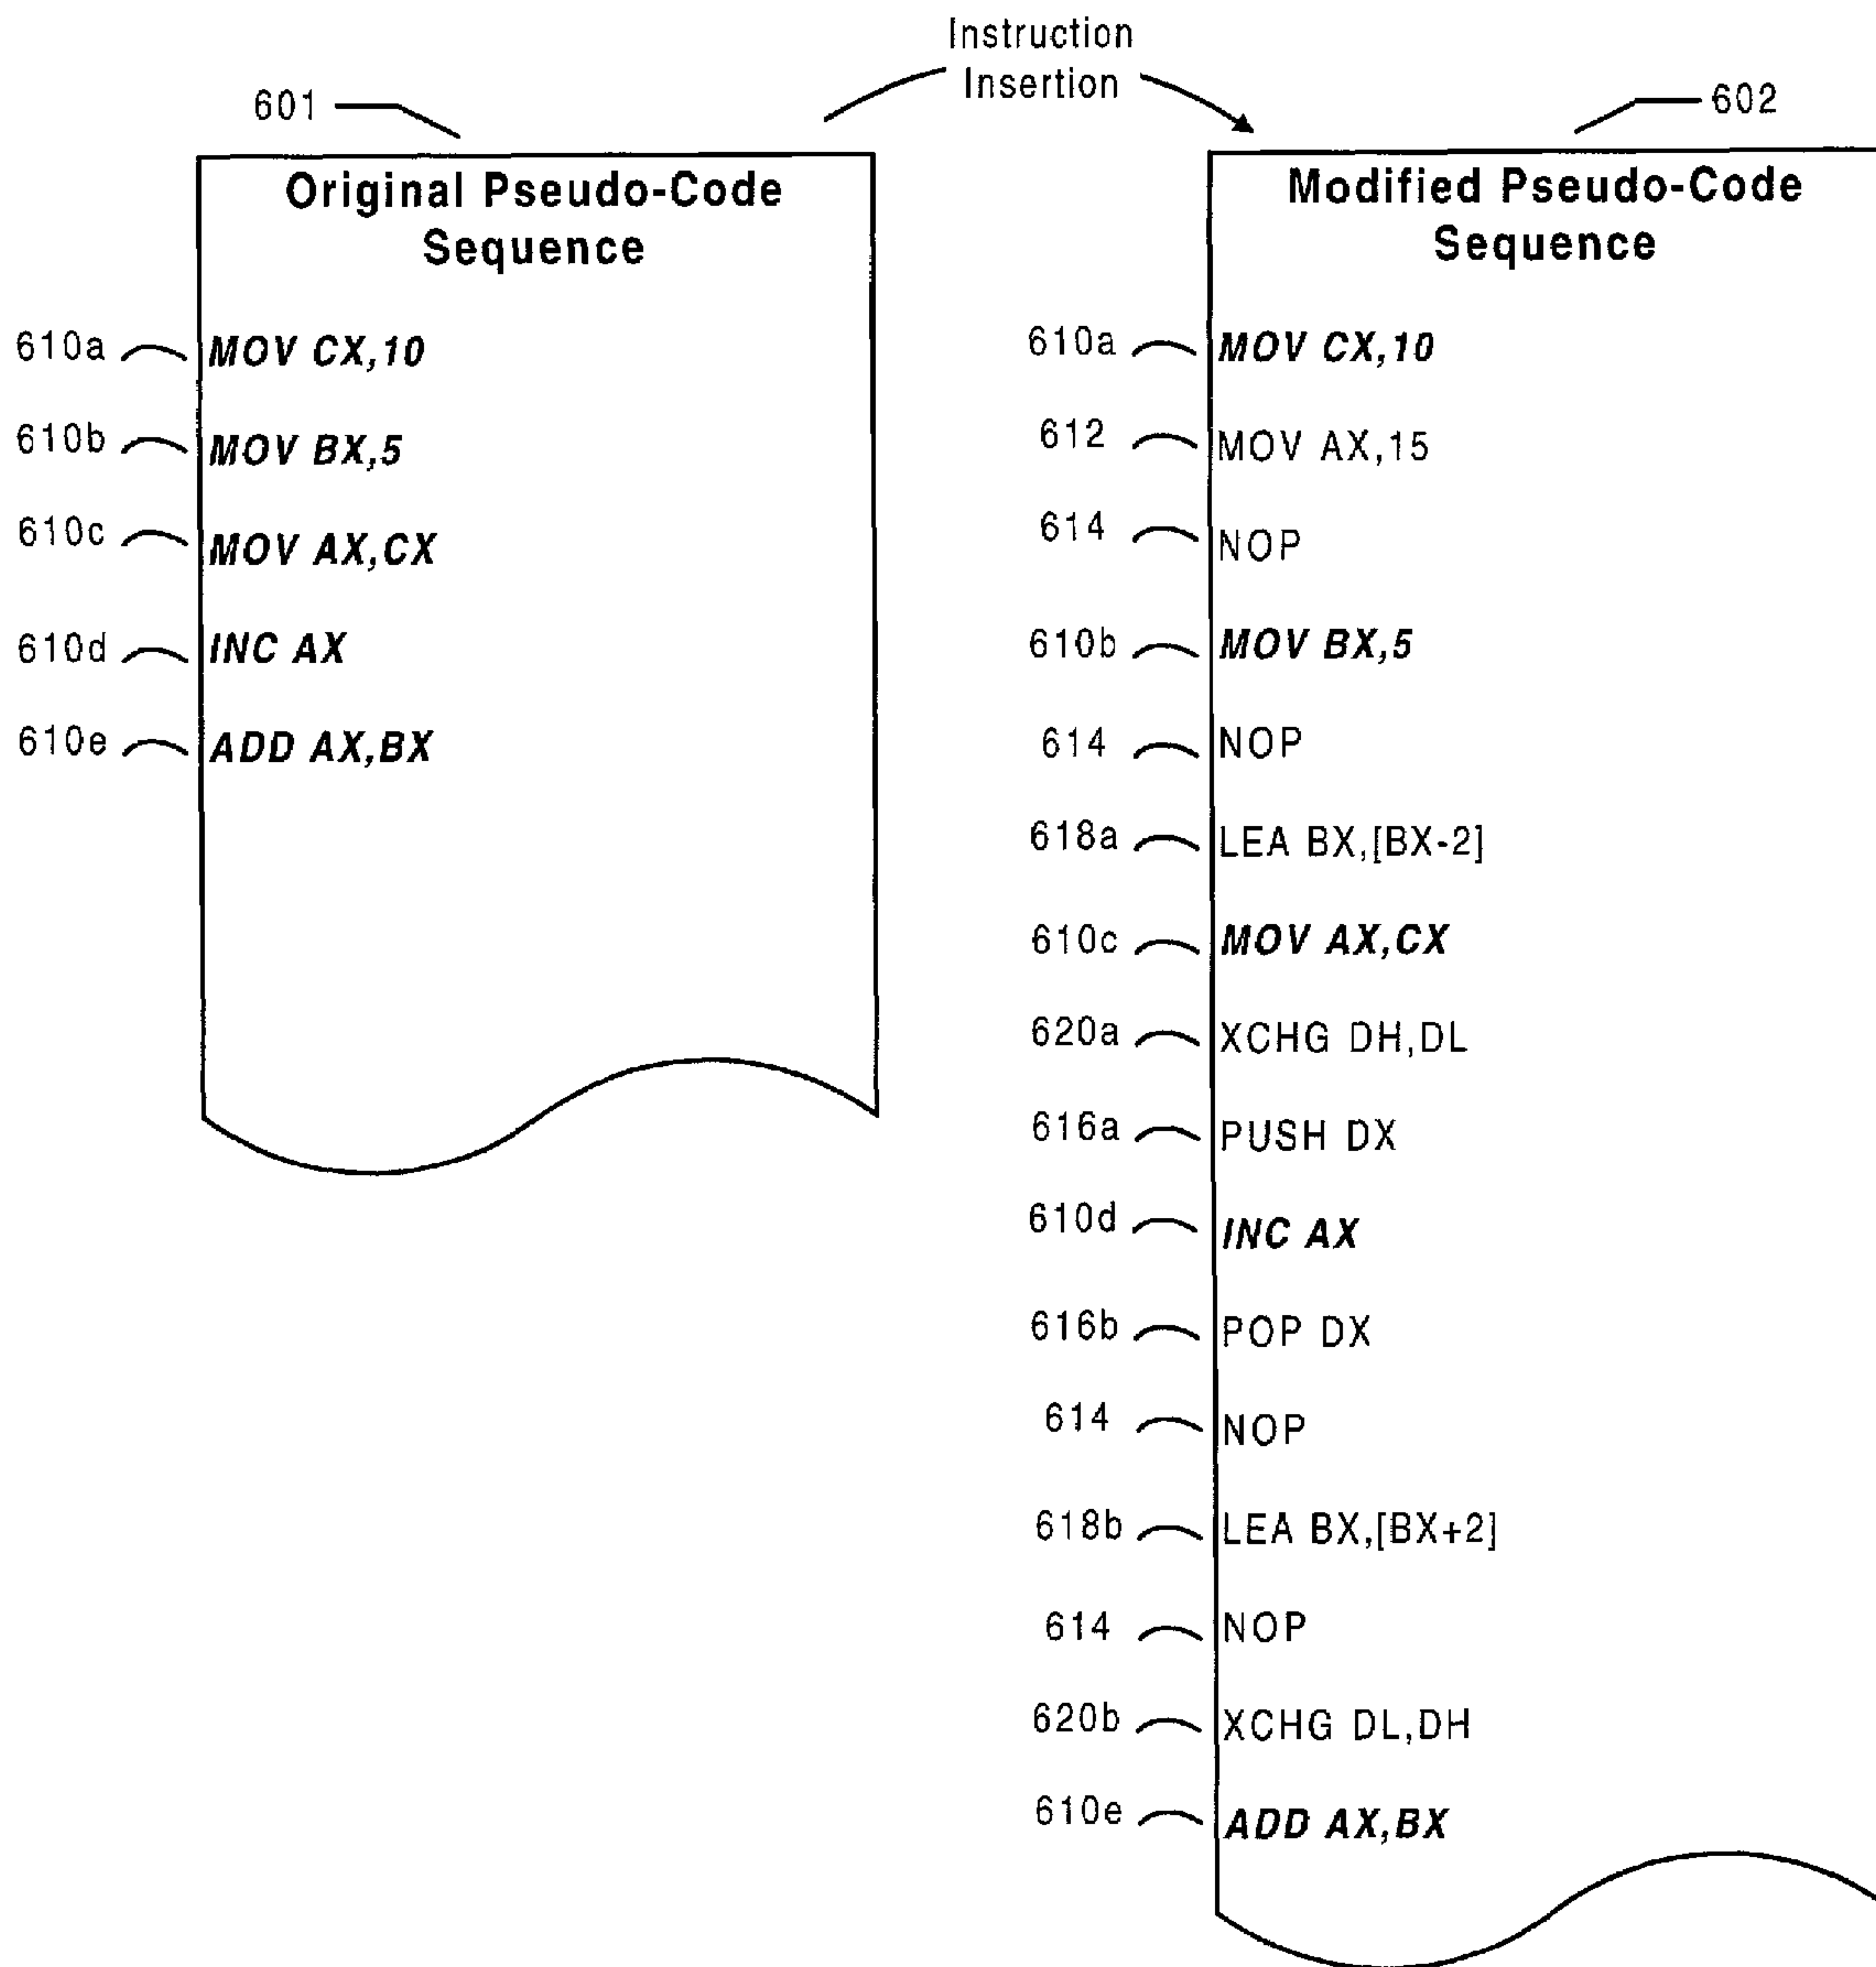 Instruction
Insertion
601
Original Pseudo-Code
Sequence
610a MOV CX,10
610b MOV BX,5
610c MOV AX,CX
610d INC AX
610e ADD AX,BX
602
Modified Pseudo-Code
Sequence
610a MOV CX,10
612 MOV AX,15
614 NOP
610b MOV BX,5
614 NOP
618a LEA BX,[BX-2]
610c MOV AX,CX
620a XCHG DH,DL
616a PUSH DX
610d INC AX
616b POP DX
614 NOP
618b LEA BX,[BX+2]
614 NOP
620b XCHG DL,DH
610e ADD AX,BX